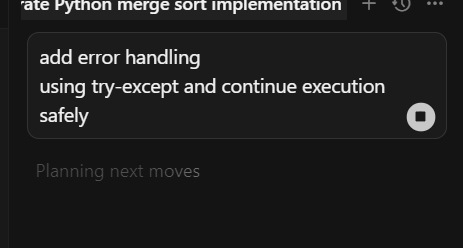 rate Python merge sort implementation
add error handling
using try-except and continue execution
safely
Planning next moves